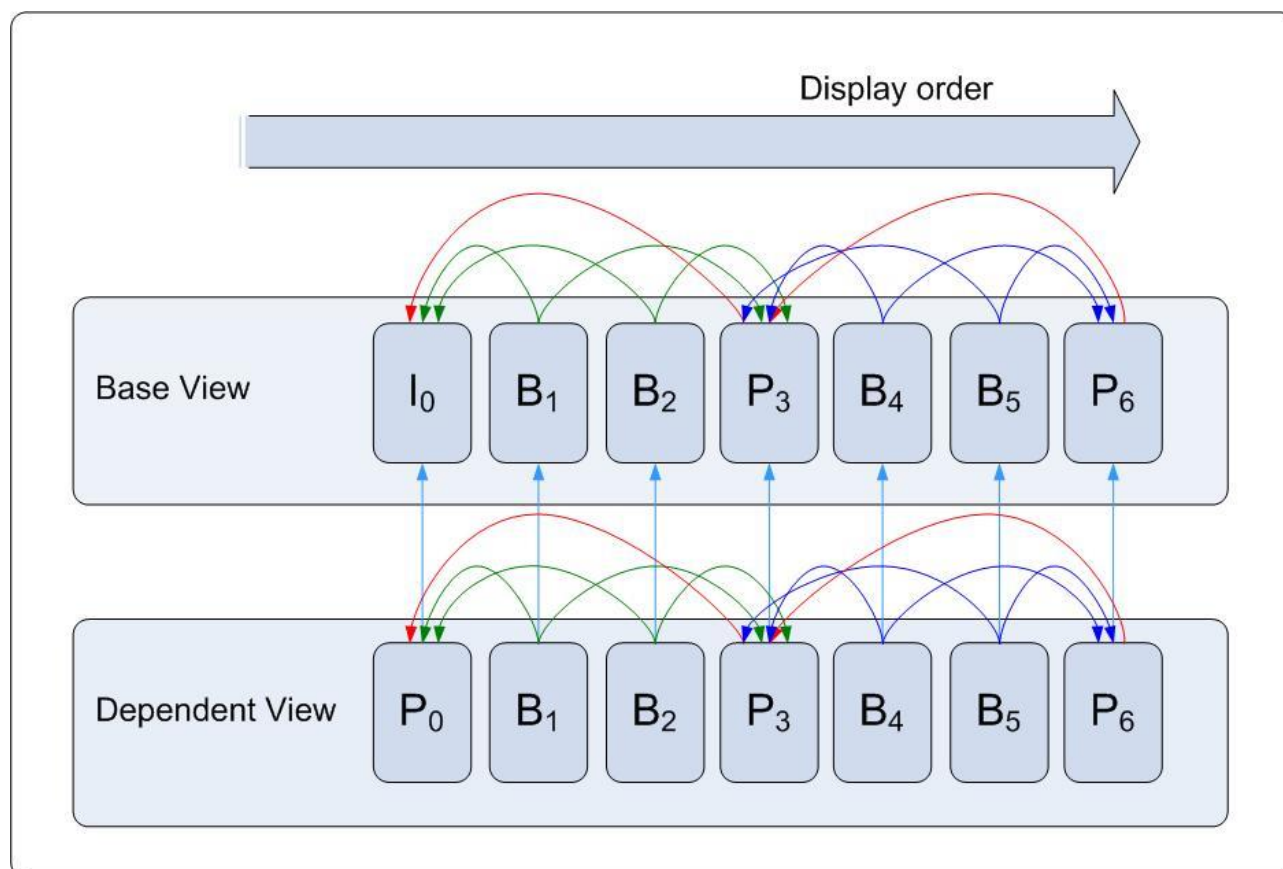 Display order
Base View
I₀ B₁ B₂ P₃ B₄ B₅ P₆
Dependent View
P₀ B₁ B₂ P₃ B₄ B₅ P₆